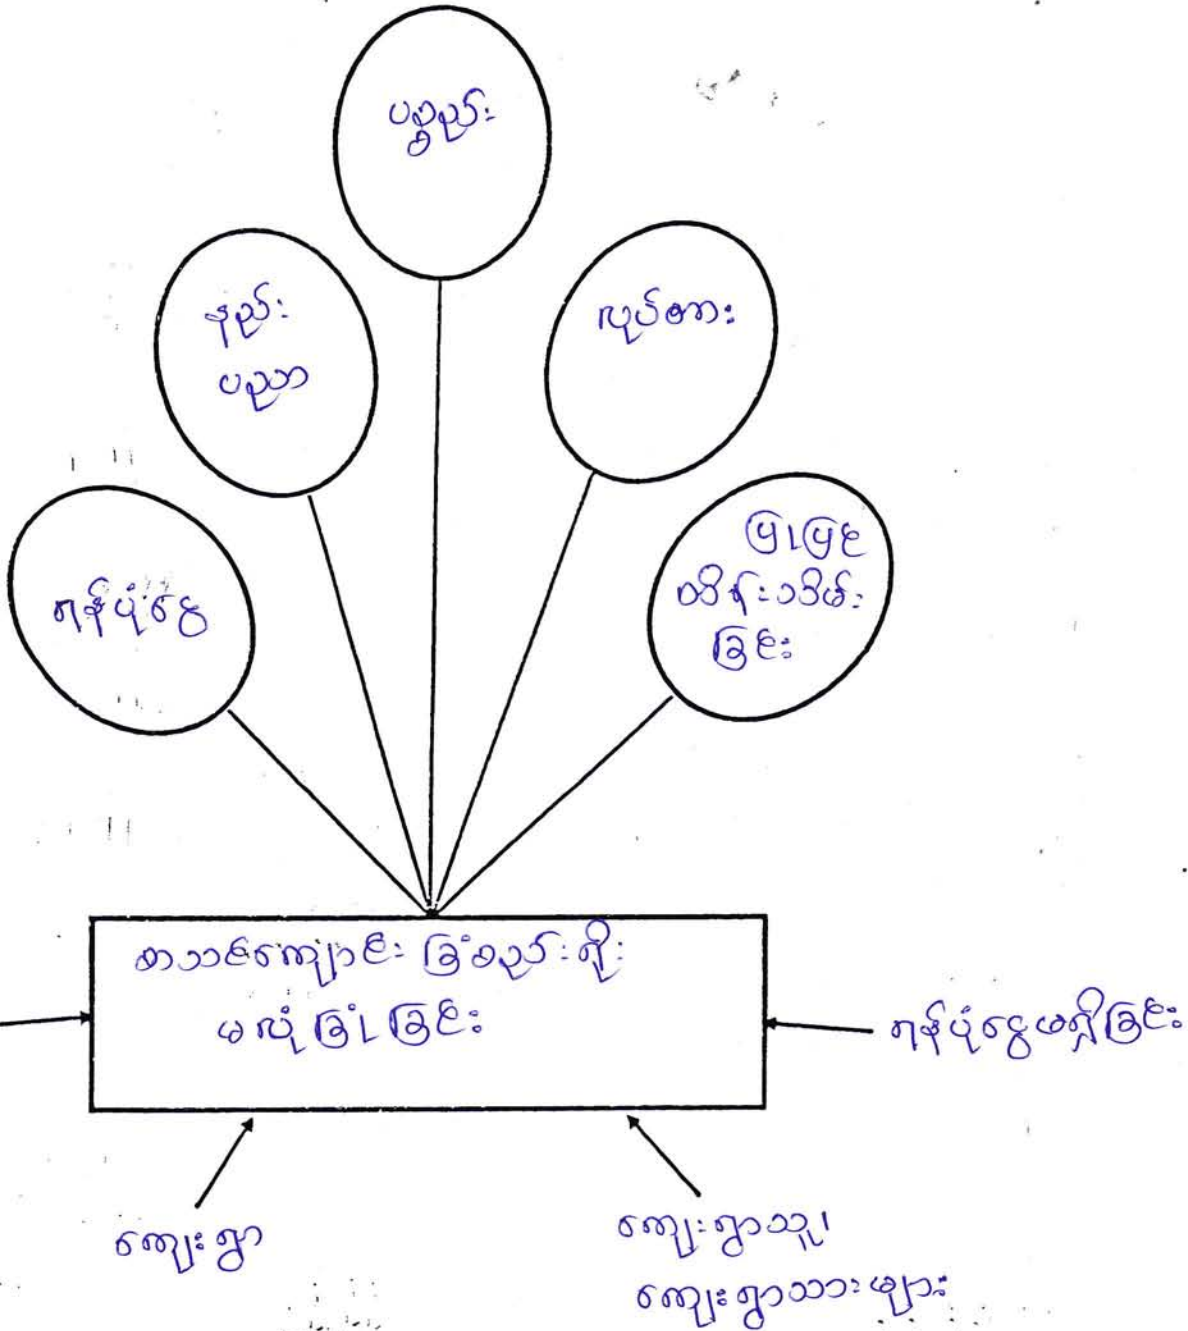 ပစ္စည်း
နည်း
ပညာ
လုပ်အား
ပြုပြင်
ထိန်းသိမ်း
ခြင်း
ရန်ပုံငွေ
စာသင်ကျောင်း ခြံစည်းရိုး
မလုံခြုံခြင်း
ရန်ပုံငွေမရှိခြင်း
ကျေးရွာ
ကျေးရွာသူ၊
ကျေးရွာသားများ